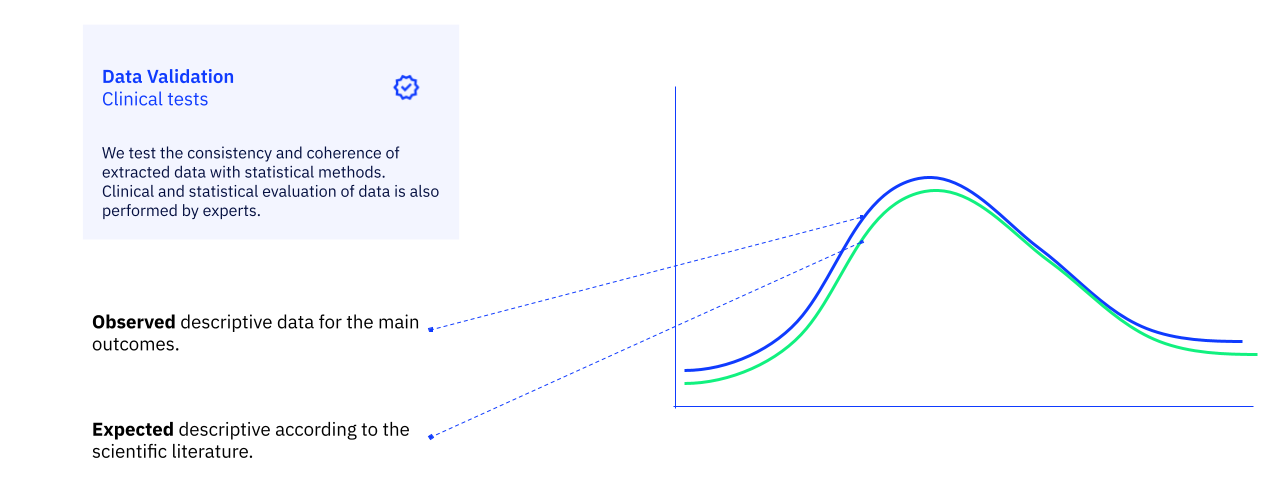 Data Validation
Clinical tests
We test the consistency and coherence of
extracted data with statistical methods.
Clinical and statistical evaluation of data is also
performed by experts.
Observed descriptive data for the main
outcomes.
Expected descriptive according to the
scientific literature.